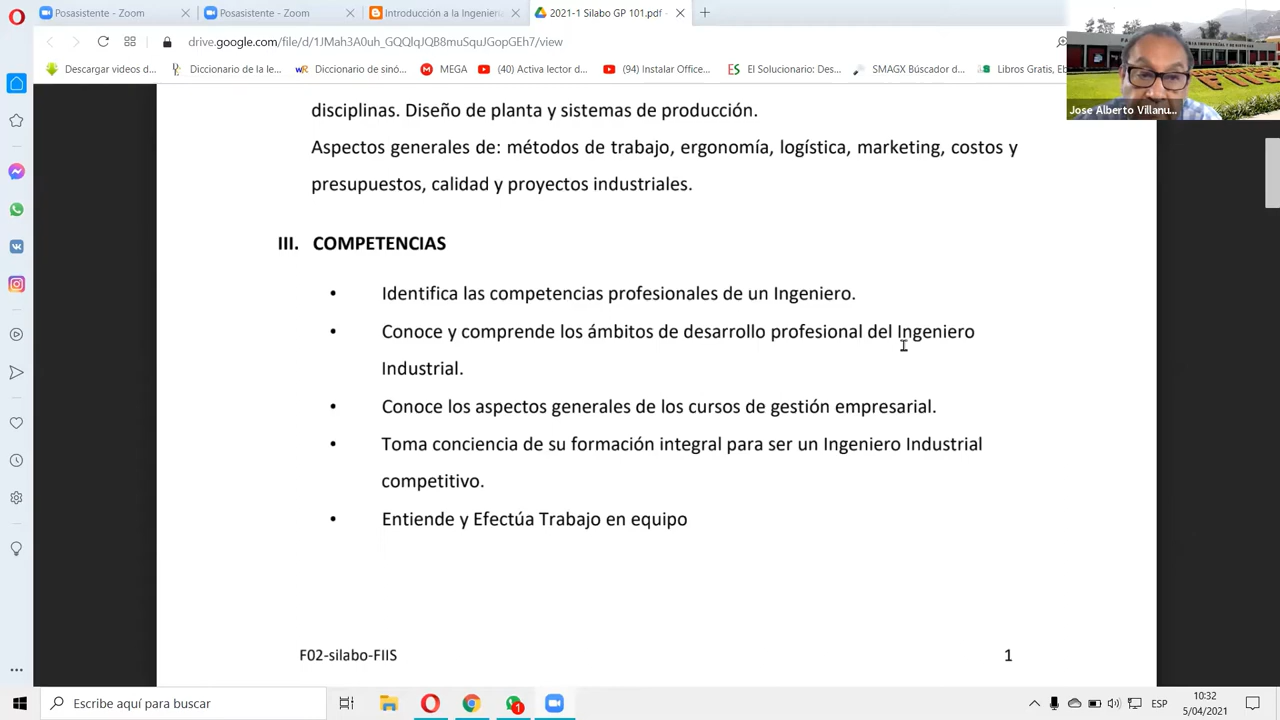 Posasistente - Zoom
Posasistente - Zoom
Introducción a la Ingenieria
2021-1 Silabo GP 101.pdf
drive.google.com/file/d/1JMah3A0uh_GQQlq7QB8muSquJGopGEh7/view
Descargar videos d...
Diccionario de la le...
Diccionario de sinó...
MEGA
(40) Activa lector d...
(94) Instalar Office...
El Solucionario: Des...
SMAGX Búscador d...
Libros Gratis, El
Jose Alberto Villanu...
disciplinas. Diseño de planta y sistemas de producción.
Aspectos generales de: métodos de trabajo, ergonomía, logística, marketing, costos y
presupuestos, calidad y proyectos industriales.
III. COMPETENCIAS
• Identifica las competencias profesionales de un Ingeniero.
• Conoce y comprende los ámbitos de desarrollo profesional del Ingeniero
Industrial.
• Conoce los aspectos generales de los cursos de gestión empresarial.
• Toma conciencia de su formación integral para ser un Ingeniero Industrial
competitivo.
• Entiende y Efectúa Trabajo en equipo
F02-silabo-FIIS 1
Escribe aquí para buscar
1
ESP
10:32
5/04/2021